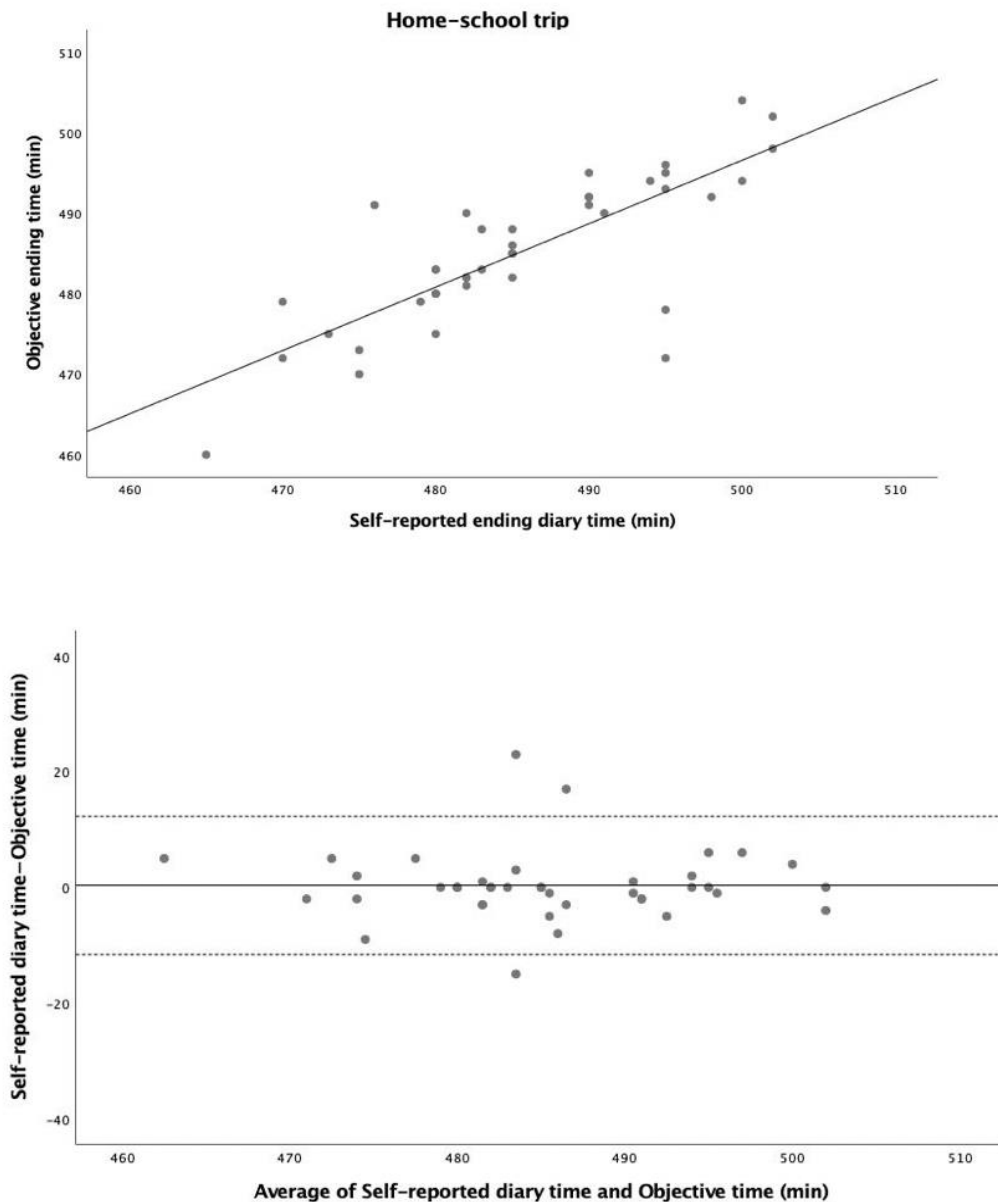 Home-school trip
510
500
490
480
470
460
Objective ending time (min)
460 470 480 490 500 510
Self-reported ending diary time (min)
40
20
0
-20
-40
Self-reported diary time-Objective time (min)
460 470 480 490 500 510
Average of Self-reported diary time and Objective time (min)